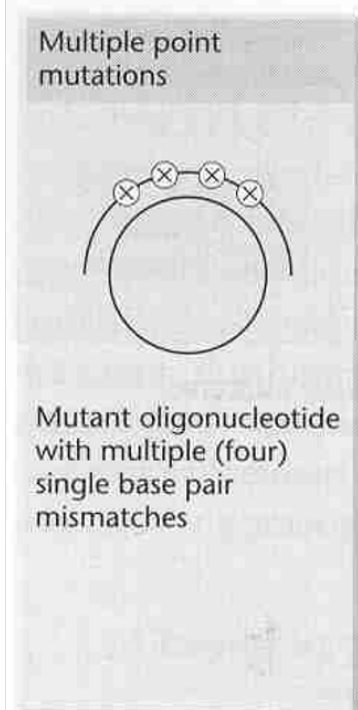 Multiple point
mutations
Mutant oligonucleotide
with multiple (four)
single base pair
mismatches